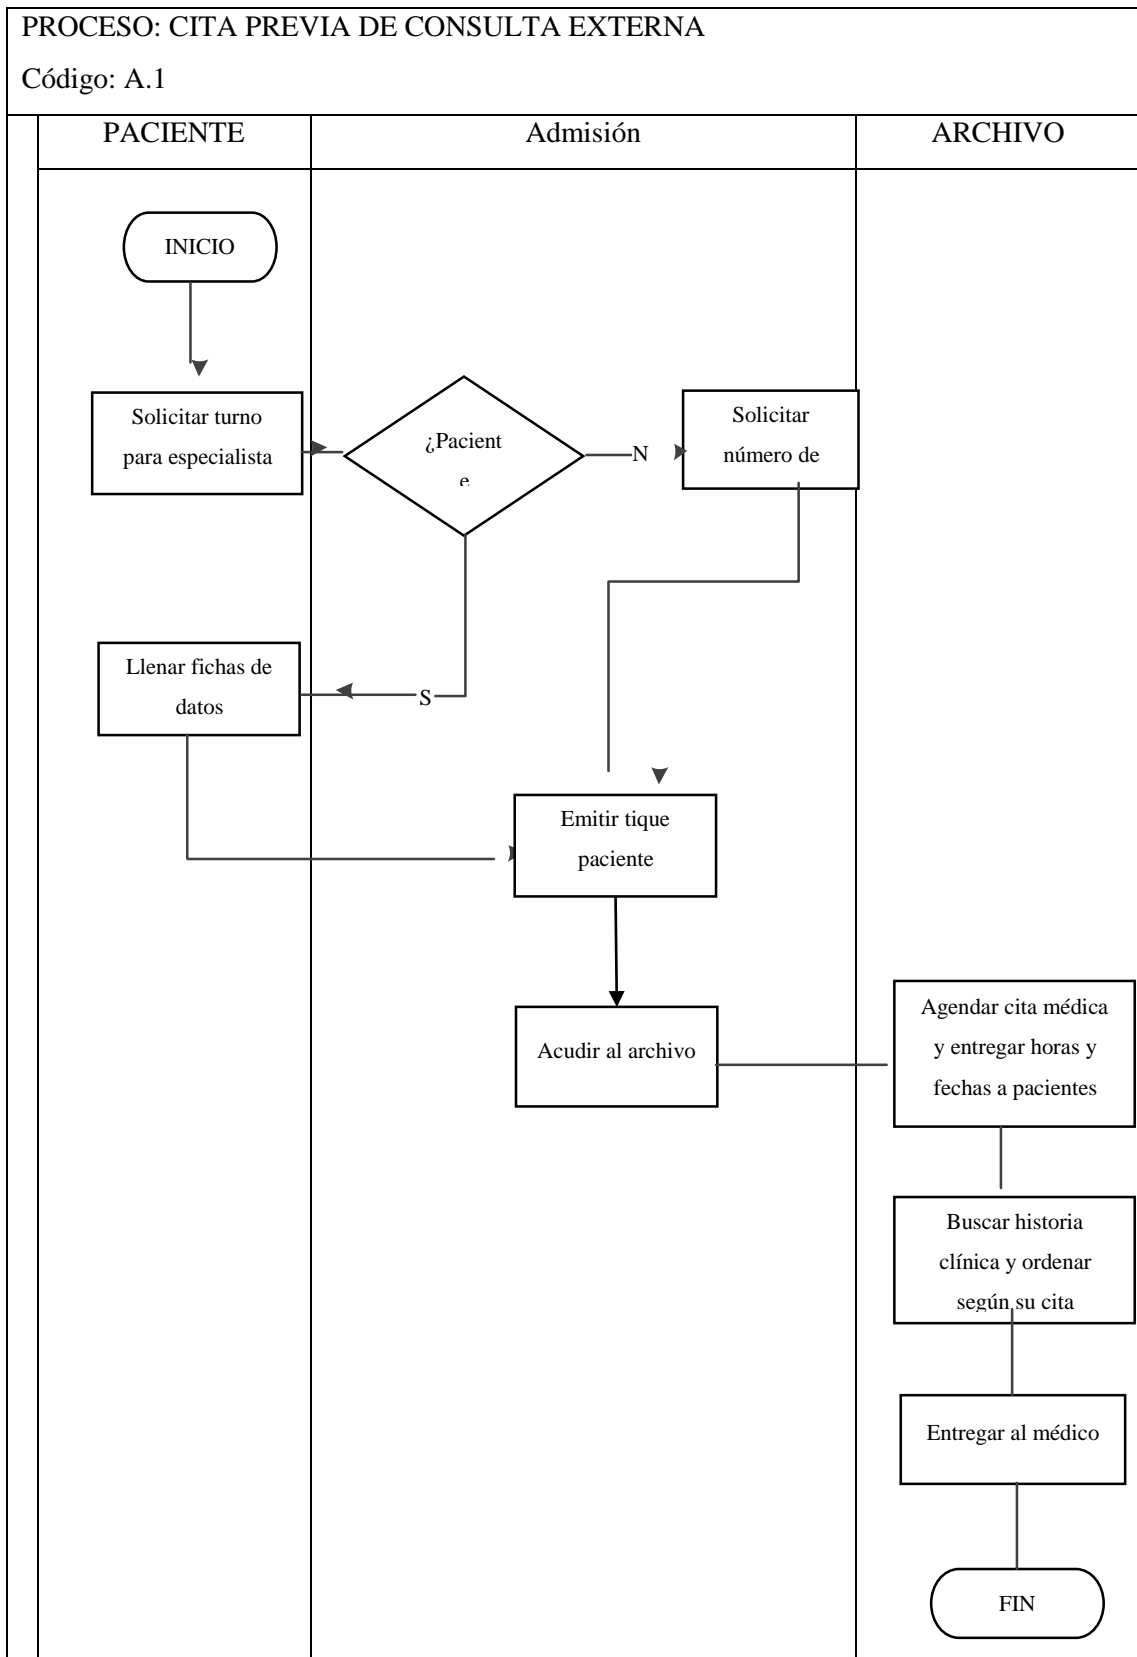 PROCESO: CITA PREVIA DE CONSULTA EXTERNA
Código: A.1
PACIENTE
Admisión
ARCHIVO
INICIO
Solicitar turno
para especialista
¿Pacient
e
N
Solicitar
número de
Llenar fichas de
datos
S
Emitir tique
paciente
Acudir al archivo
Agendar cita médica
y entregar horas y
fechas a pacientes
Buscar historia
clínica y ordenar
según su cita
Entregar al médico
FIN